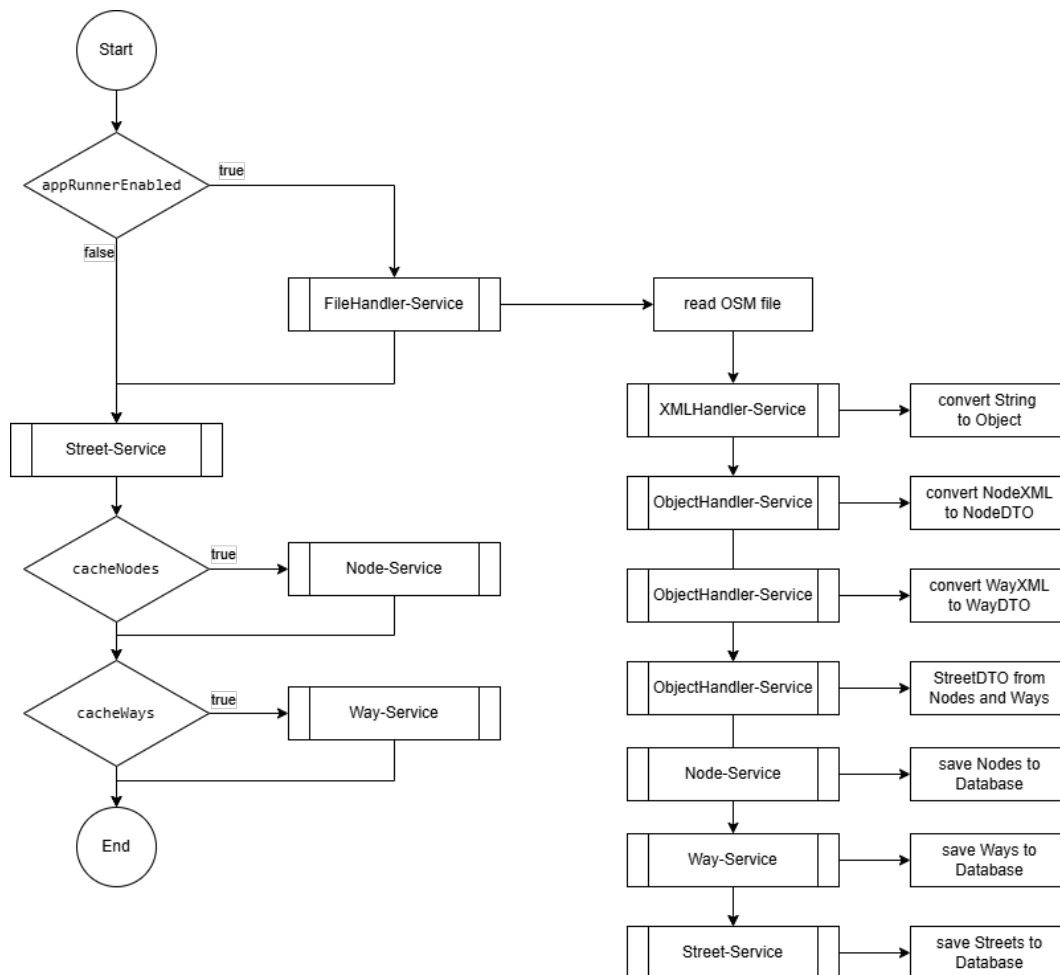 Start
appRunnerEnabled
true
false
FileHandler-Service
read OSM file
XMLHandler-Service
convert String
to Object
Street-Service
ObjectHandler-Service
convert NodeXML
to NodeDTO
cacheNodes
true
Node-Service
ObjectHandler-Service
convert WayXML
to WayDTO
cacheWays
true
Way-Service
ObjectHandler-Service
StreetDTO from
Nodes and Ways
Node-Service
save Nodes to
Database
End
Way-Service
save Ways to
Database
Street-Service
save Streets to
Database